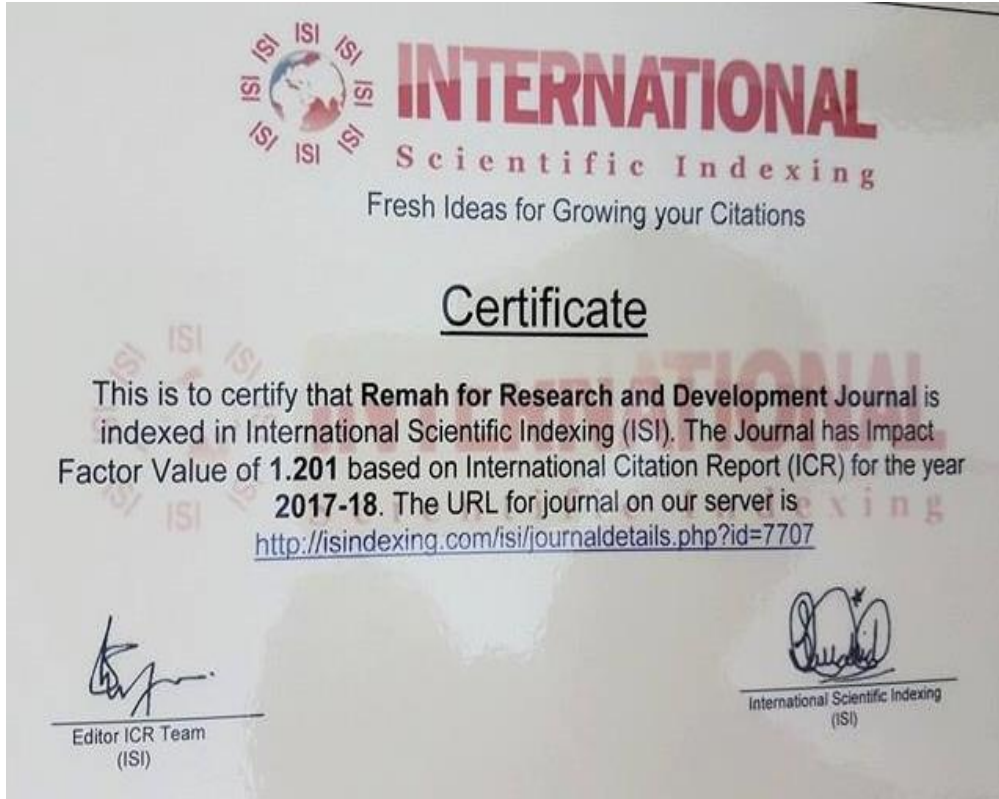 ISI ISI ISI ISI ISI ISI ISI ISI
INTERNATIONAL
Scientific Indexing
Fresh Ideas for Growing your Citations
Certificate
This is to certify that Remah for Research and Development Journal is
indexed in International Scientific Indexing (ISI). The Journal has Impact
Factor Value of 1.201 based on International Citation Report (ICR) for the year
2017-18. The URL for journal on our server is
http://isindexing.com/isi/journaldetails.php?id=7707
Editor ICR Team
(ISI)
International Scientific Indexing
(ISI)